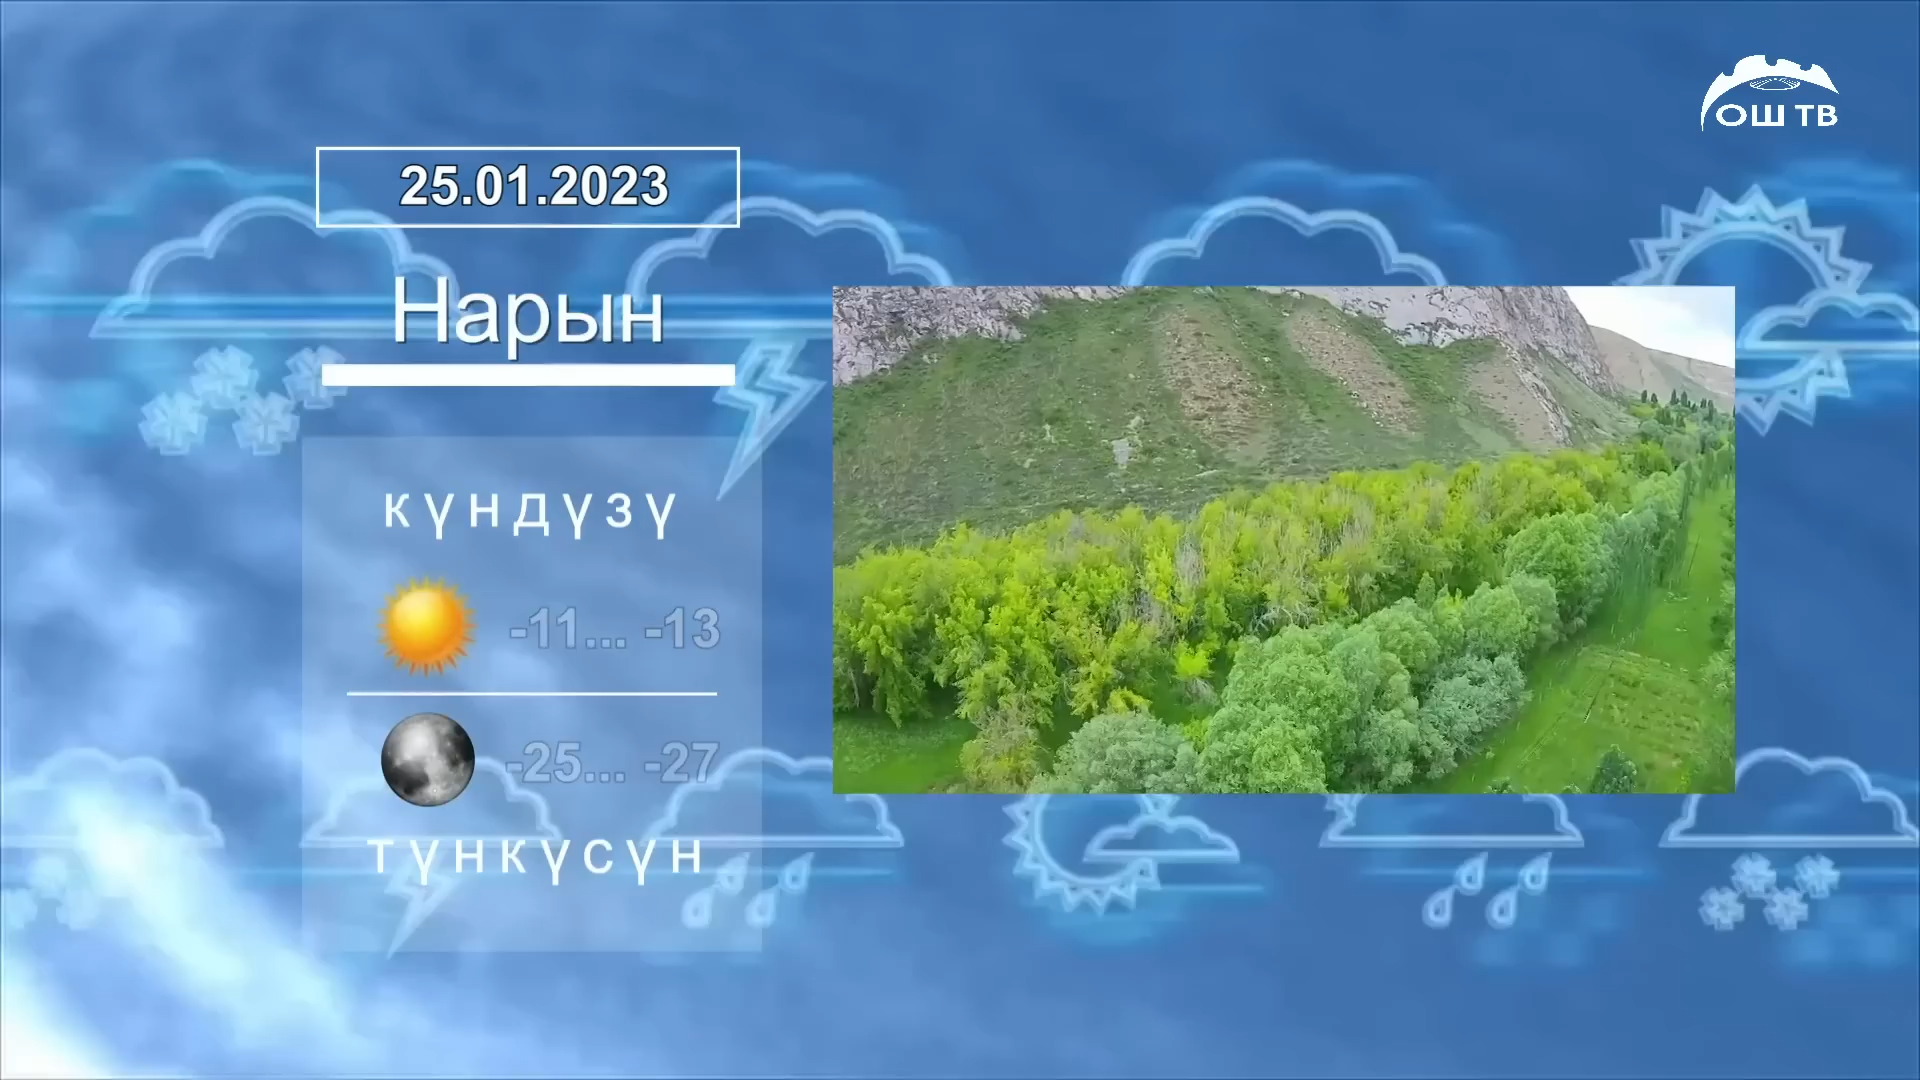 ОШ ТВ
25.01.2023
Нарын
күндүзү
-11... -13
-25... -27
түнкүсүн